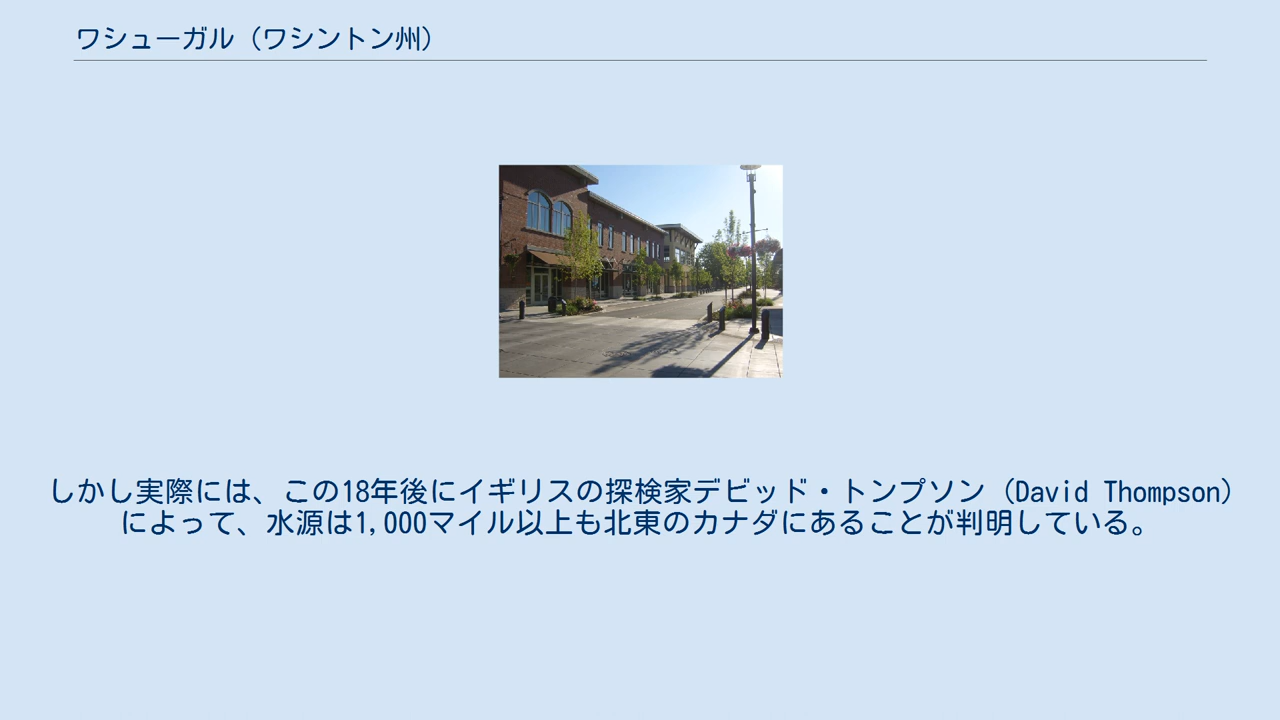 ワシューガル（ワシントン州）
しかし実際には、この18年後にイギリスの探検家デビッド・トンプソン（David Thompson）
によって、水源は1,000マイル以上も北東のカナダにあることが判明している。